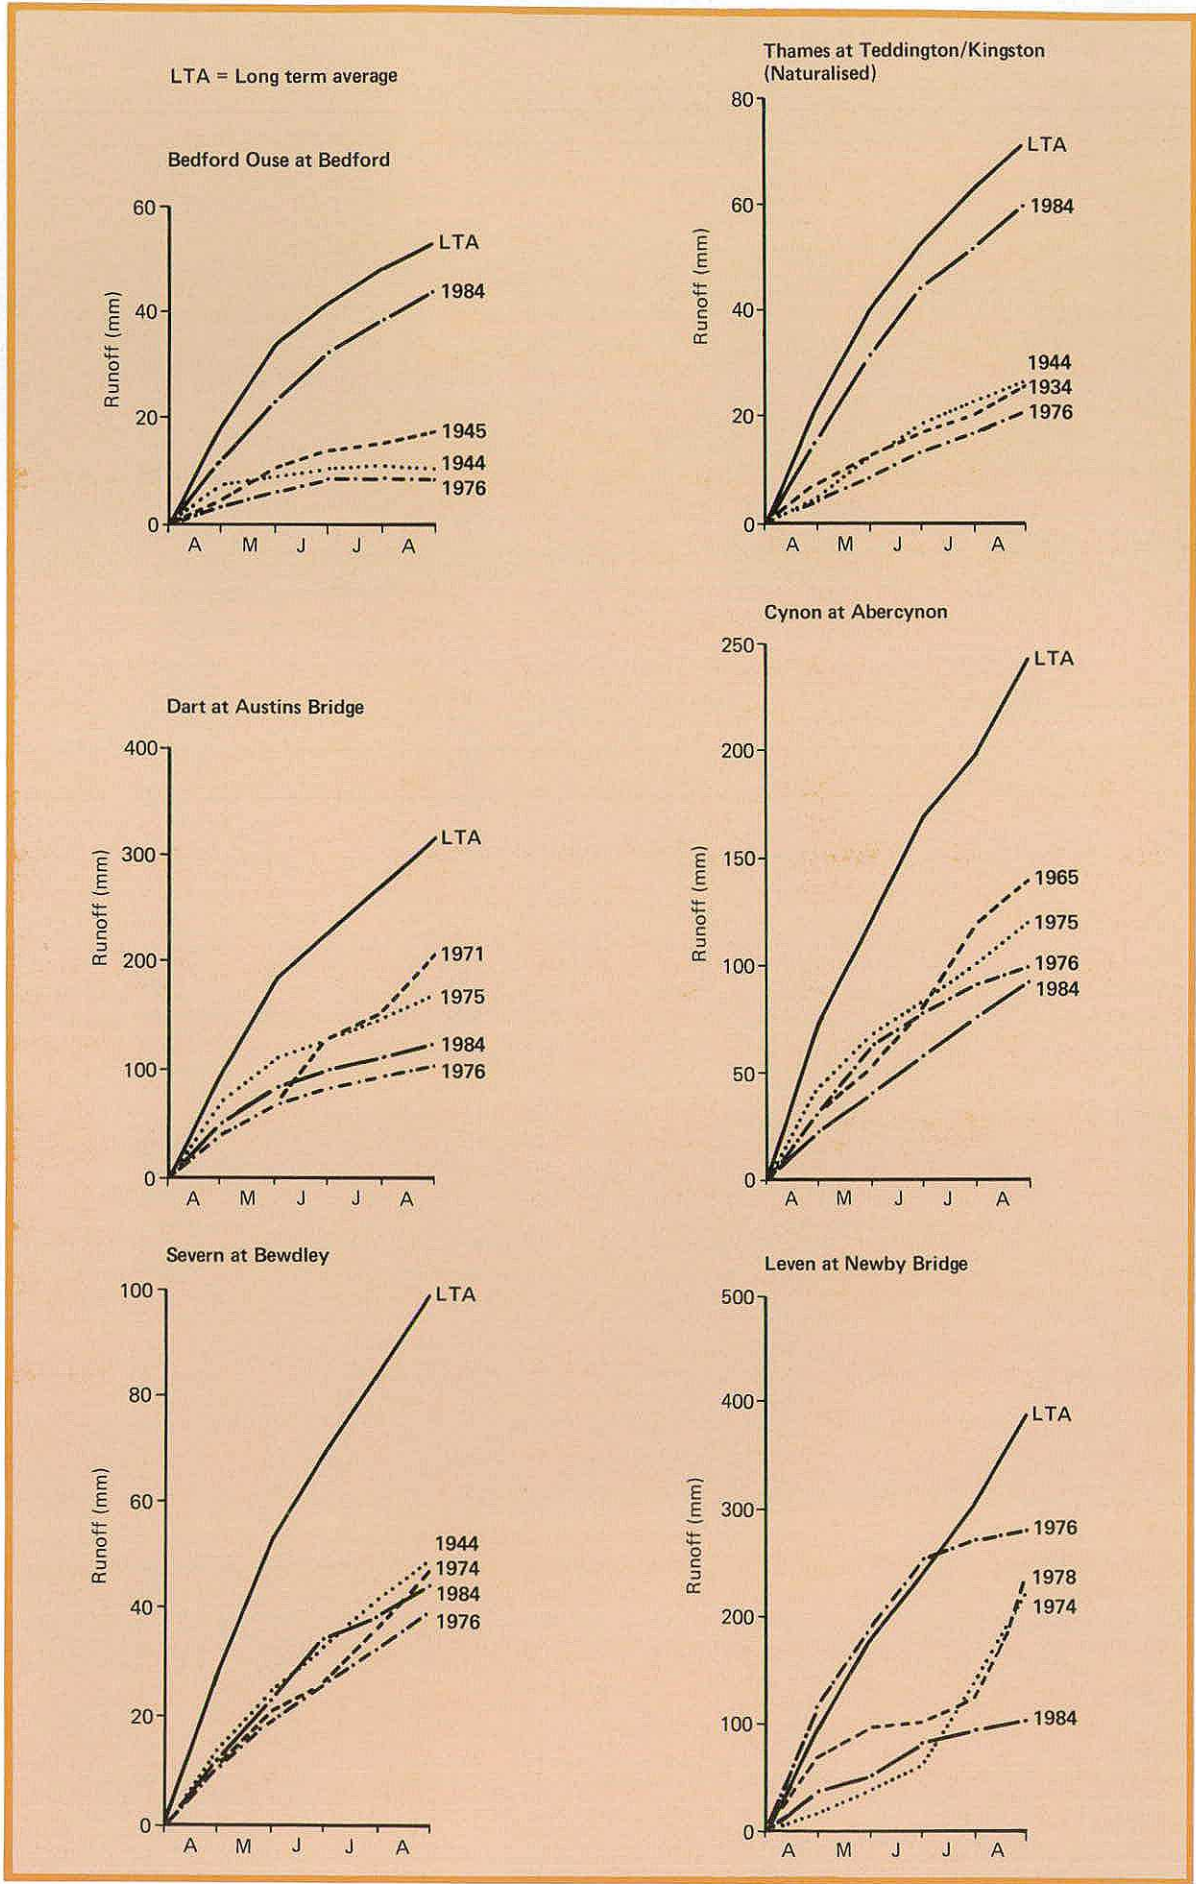 LTA = Long term average
Bedford Ouse at Bedford
60
40
20
0
Runoff (mm)
LTA
1984
1945
1944
1976
A M J J A
Thames at Teddington/Kingston
(Naturalised)
80
60
40
20
0
Runoff (mm)
LTA
1984
1944
1934
1976
A M J J A
Dart at Austins Bridge
400
300
200
100
0
Runoff (mm)
LTA
1971
1975
1984
1976
A M J J A
Cynon at Abercynon
250
200
150
100
50
0
Runoff (mm)
LTA
1965
1975
1976
1984
A M J J A
Severn at Bewdley
100
80
60
40
20
0
Runoff (mm)
LTA
1944
1974
1984
1976
A M J J A
Leven at Newby Bridge
500
400
300
200
100
0
Runoff (mm)
LTA
1976
1978
1974
1984
A M J J A